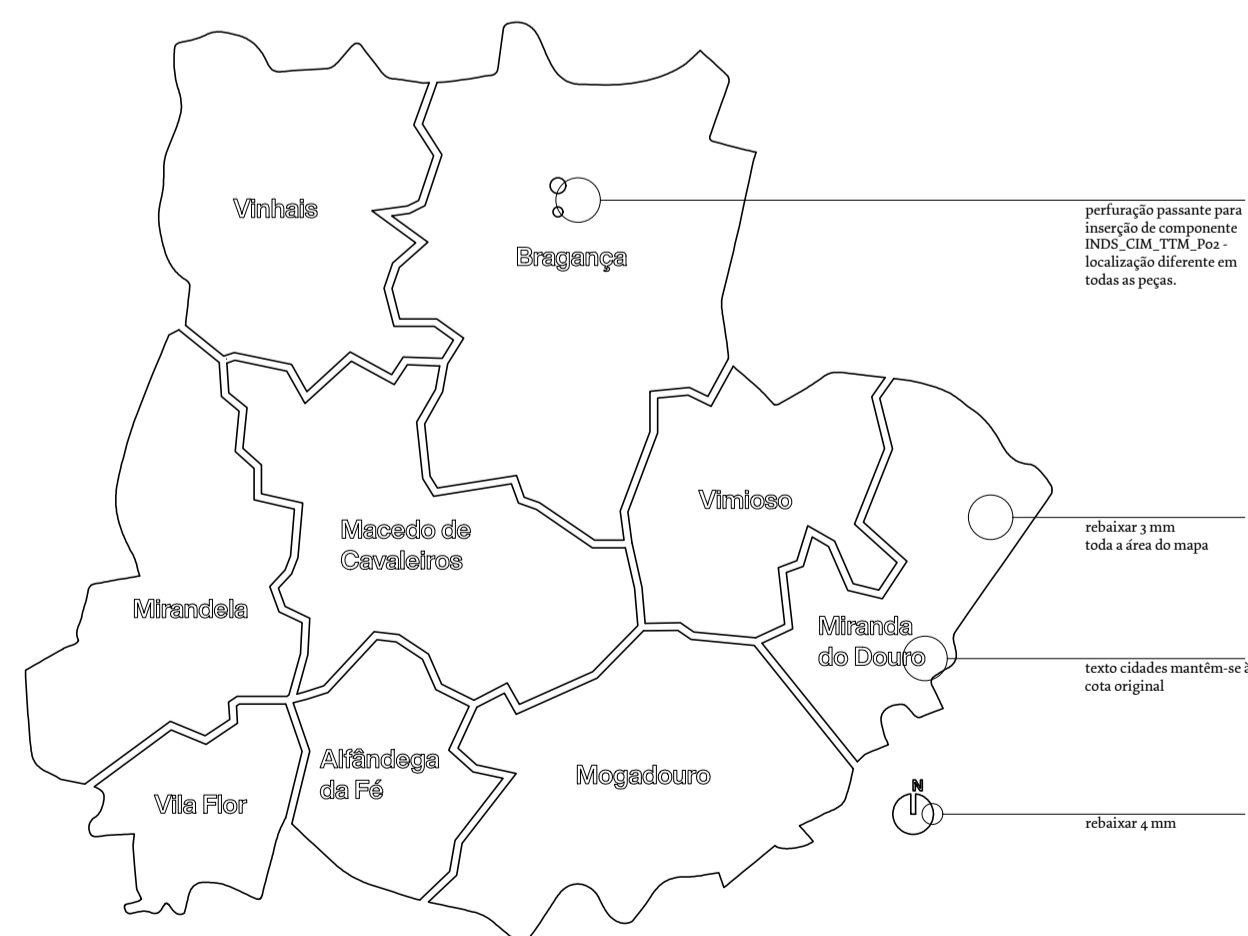 Vinhais
perfuração passante para
inserção de componente
INDS_CIM_TTM_P02 -
localização diferente em
todas as peças.
Bragança
Vimioso
rebaixar 3 mm
toda a área do mapa
Macedo de
Cavaleiros
Mirandela
Miranda
do Douro
texto cidades mantêm-se à
cota original
Alfândega
da Fé
Mogadouro
Vila Flor
N
rebaixar 4 mm